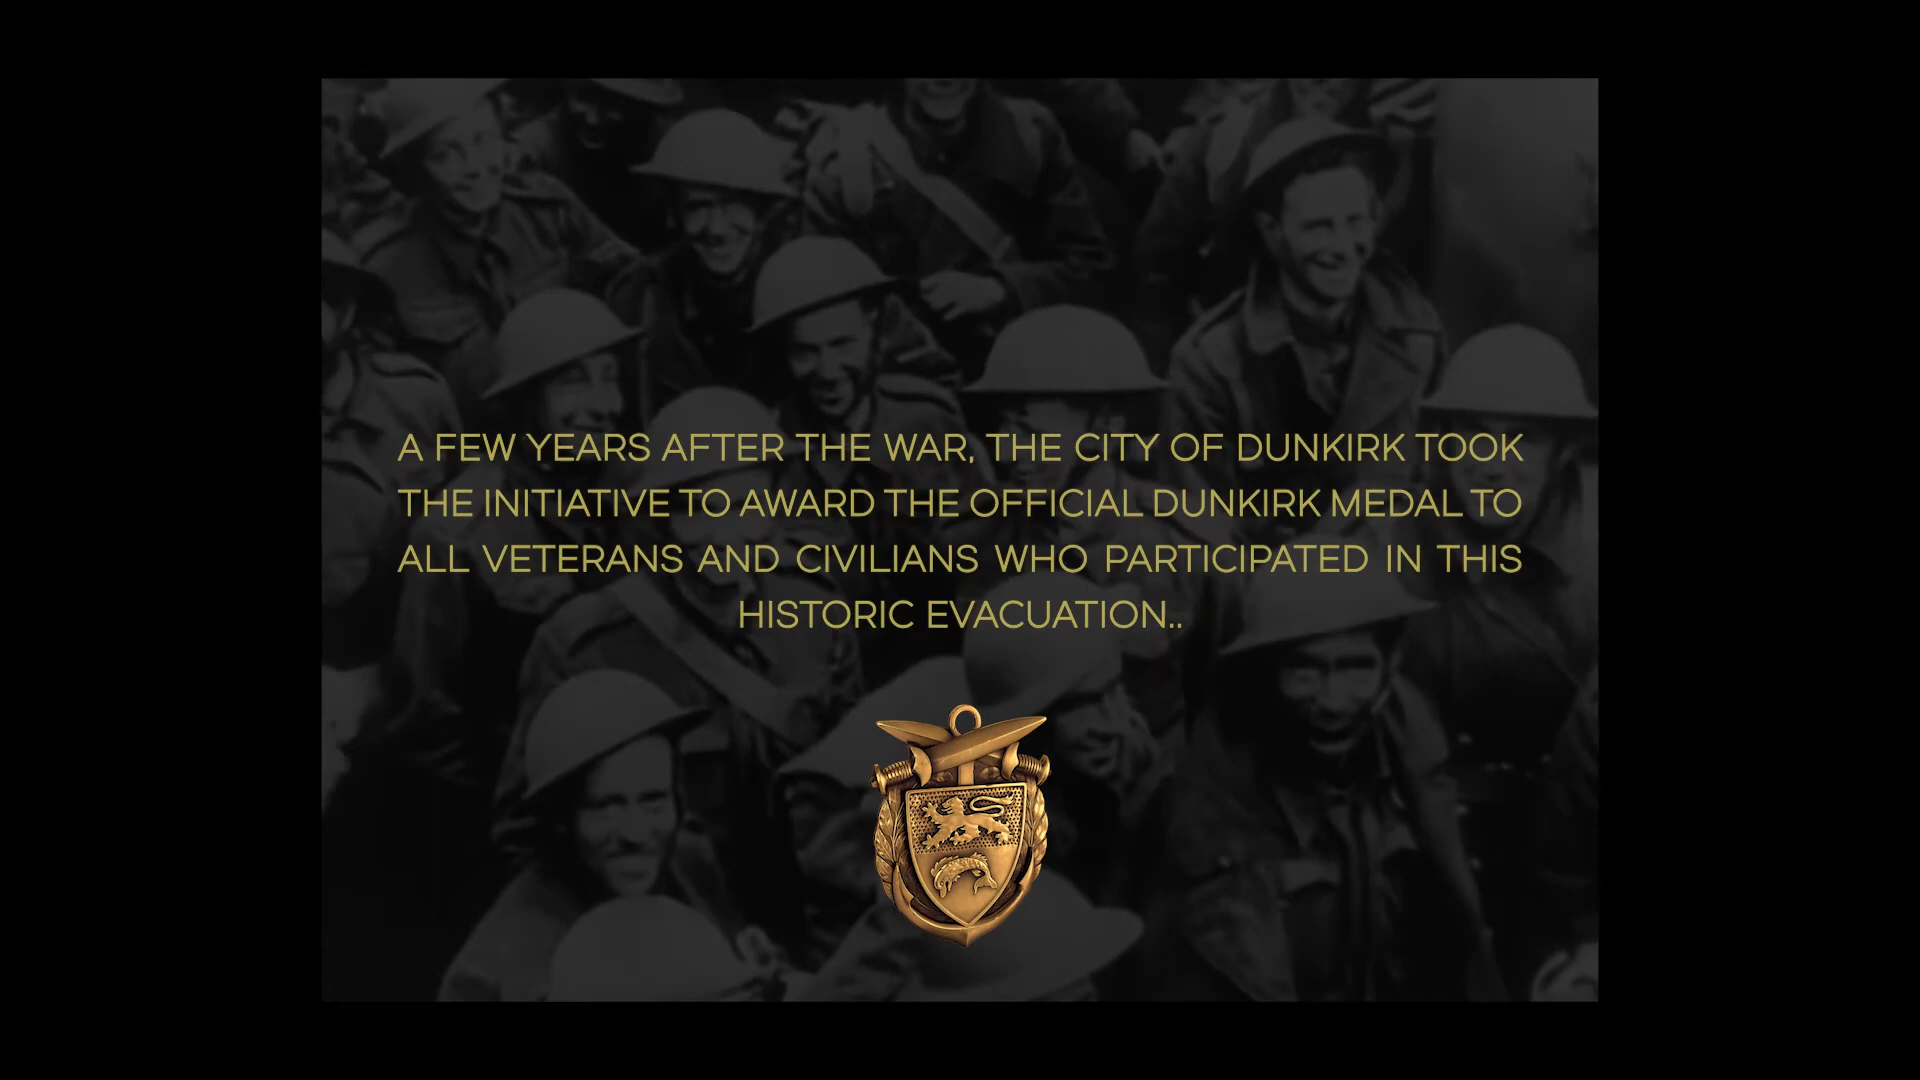 A FEW YEARS AFTER THE WAR, THE CITY OF DUNKIRK TOOK
THE INITIATIVE TO AWARD THE OFFICIAL DUNKIRK MEDAL TO
ALL VETERANS AND CIVILIANS WHO PARTICIPATED IN THIS
HISTORIC EVACUATION..